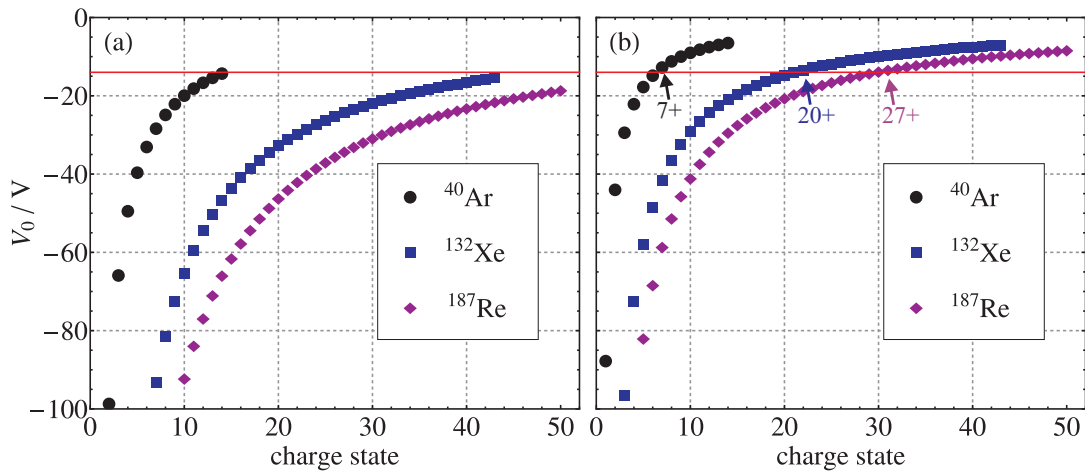 (a)
(b)
0
−20
−40
−60
−80
−100
V₀ / V
7+
20+
27+
⁴⁰Ar
¹³²Xe
¹⁸⁷Re
⁴⁰Ar
¹³²Xe
¹⁸⁷Re
0 10 20 30 40 50
0 10 20 30 40 50
charge state
charge state